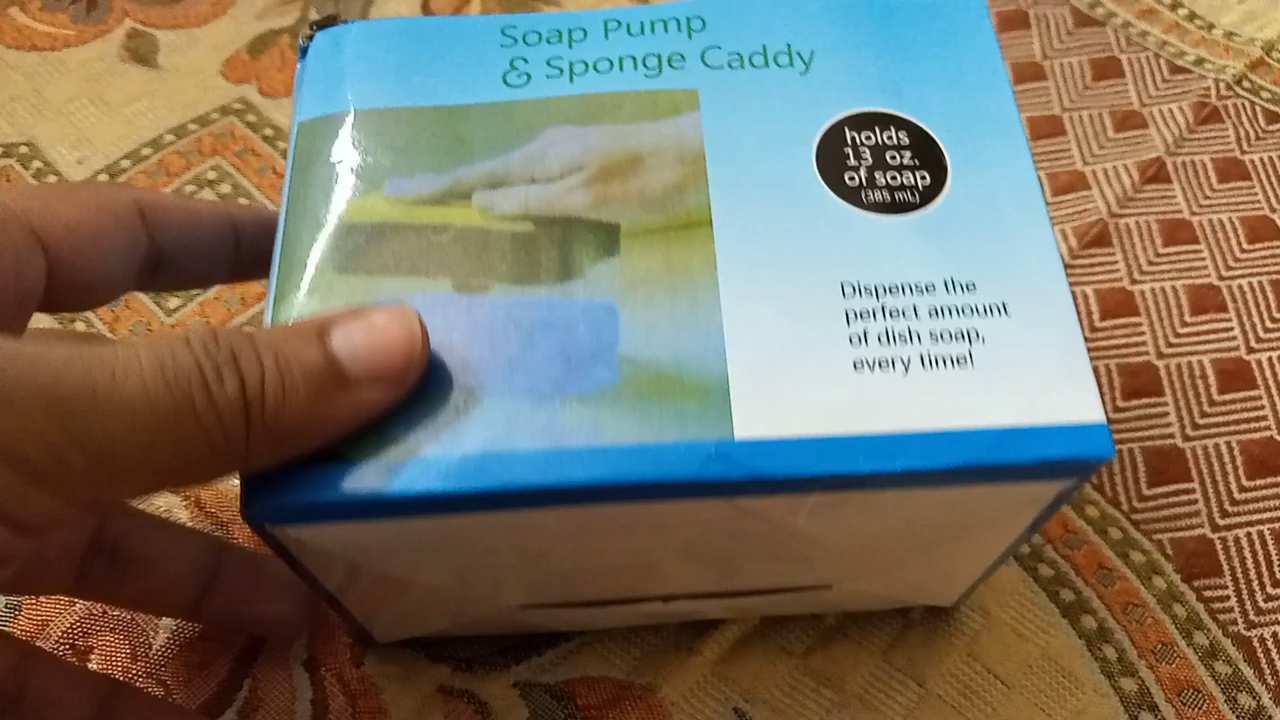 Soap Pump
& Sponge Caddy
holds
13 oz.
of soap
(385 mL)
Dispense the
perfect amount
of dish soap,
every time!